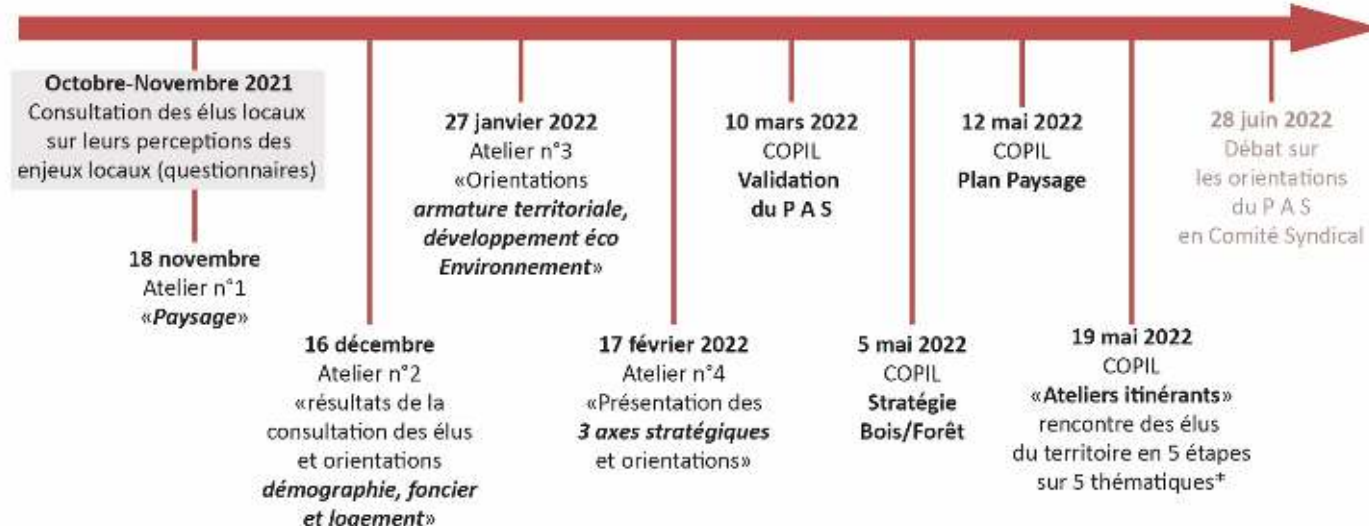 Octobre-Novembre 2021
Consultation des élus locaux
sur leurs perceptions des
enjeux locaux (questionnaires)
18 novembre
Atelier n°1
«Paysage»
16 décembre
Atelier n°2
«résultats de la
consultation des élus
et orientations
démographie, foncier
et logement»
27 janvier 2022
Atelier n°3
«Orientations
armature territoriale,
développement éco
Environnement»
17 février 2022
Atelier n°4
«Présentation des
3 axes stratégiques
et orientations»
10 mars 2022
COPIL
Validation
du P A S
5 mai 2022
COPIL
Stratégie
Bois/Forêt
12 mai 2022
COPIL
Plan Paysage
19 mai 2022
COPIL
«Ateliers itinérants»
rencontre des élus
du territoire en 5 étapes
sur 5 thématiques*
28 juin 2022
Débat sur
les orientations
du P A S
en Comité Syndical